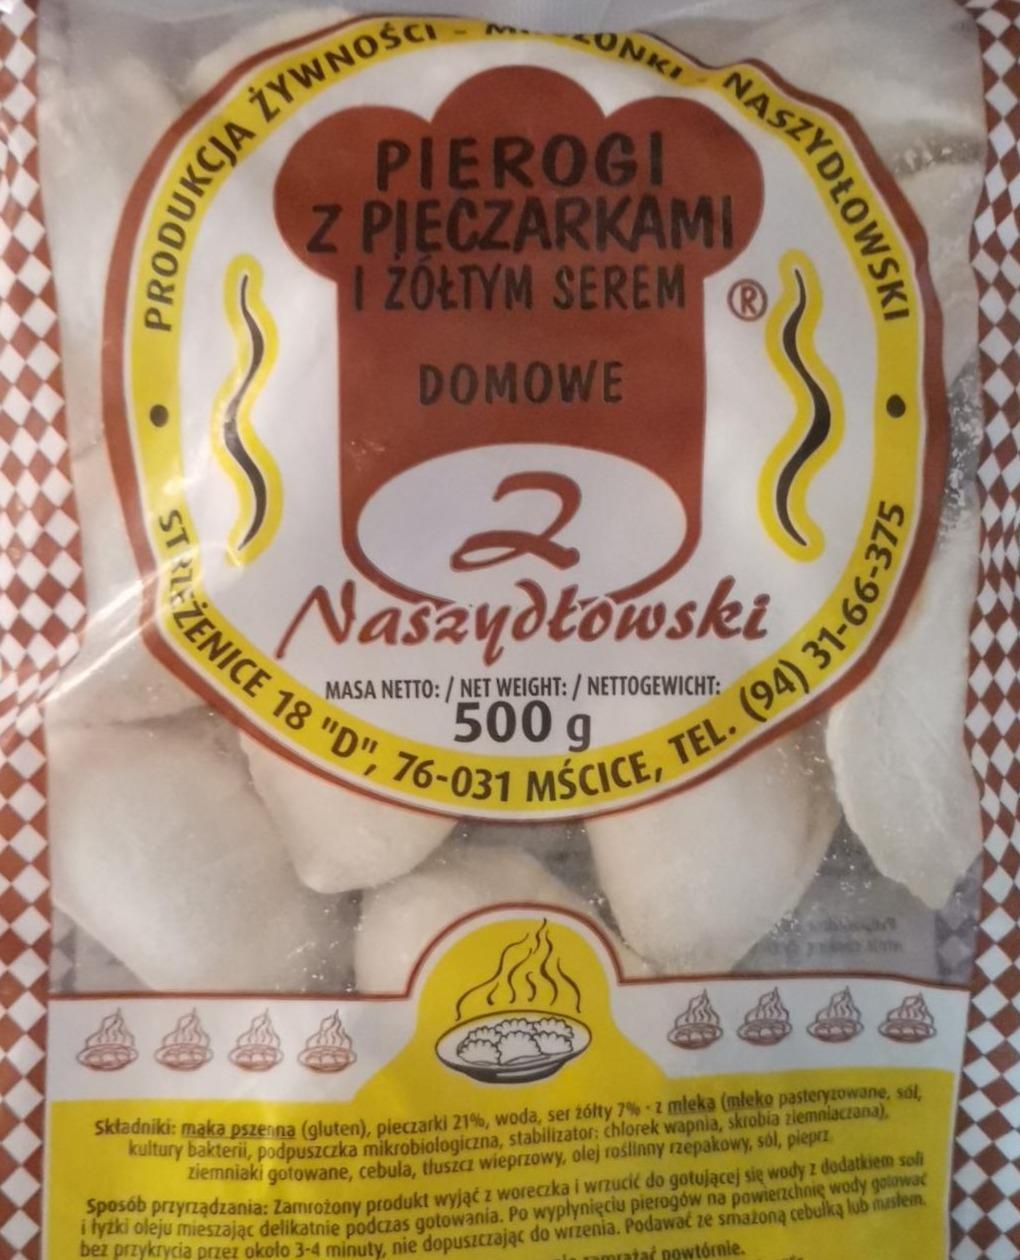 PRODUKCJA ŻYWNOŚCI - NASZYDŁOWSKI
PIEROGI
Z PIECZARKAMI
I ŻÓŁTYM SEREM
®
DOMOWE
2
Naszydłowski
MASA NETTO: / NET WEIGHT: / NETTOGEWICHT:
500 g
STRZEŻENICE 18 "D", 76-031 MŚCICE, TEL. (94) 31-66-375
Składniki: mąka pszenna (gluten), pieczarki 21%, woda, ser żółty 7% - z mleka (mleko pasteryzowane, sól,
kultury bakterii, podpuszczka mikrobiologiczna, stabilizator: chlorek wapnia, skrobia ziemniaczana),
ziemniaki gotowane, cebula, tłuszcz wieprzowy, olej roślinny rzepakowy, sól, pieprz
Sposób przyrządzania: Zamrożony produkt wyjąć z woreczka i wrzucić do gotującej się wody z dodatkiem soli
i łyżki oleju mieszając delikatnie podczas gotowania. Po wypłynięciu pierogów na powierzchnię wody gotować
bez przykrycia przez około 3-4 minuty, nie dopuszczając do wrzenia. Podawać ze smażoną cebulką lub masłem.
zamrażać powtórnie.